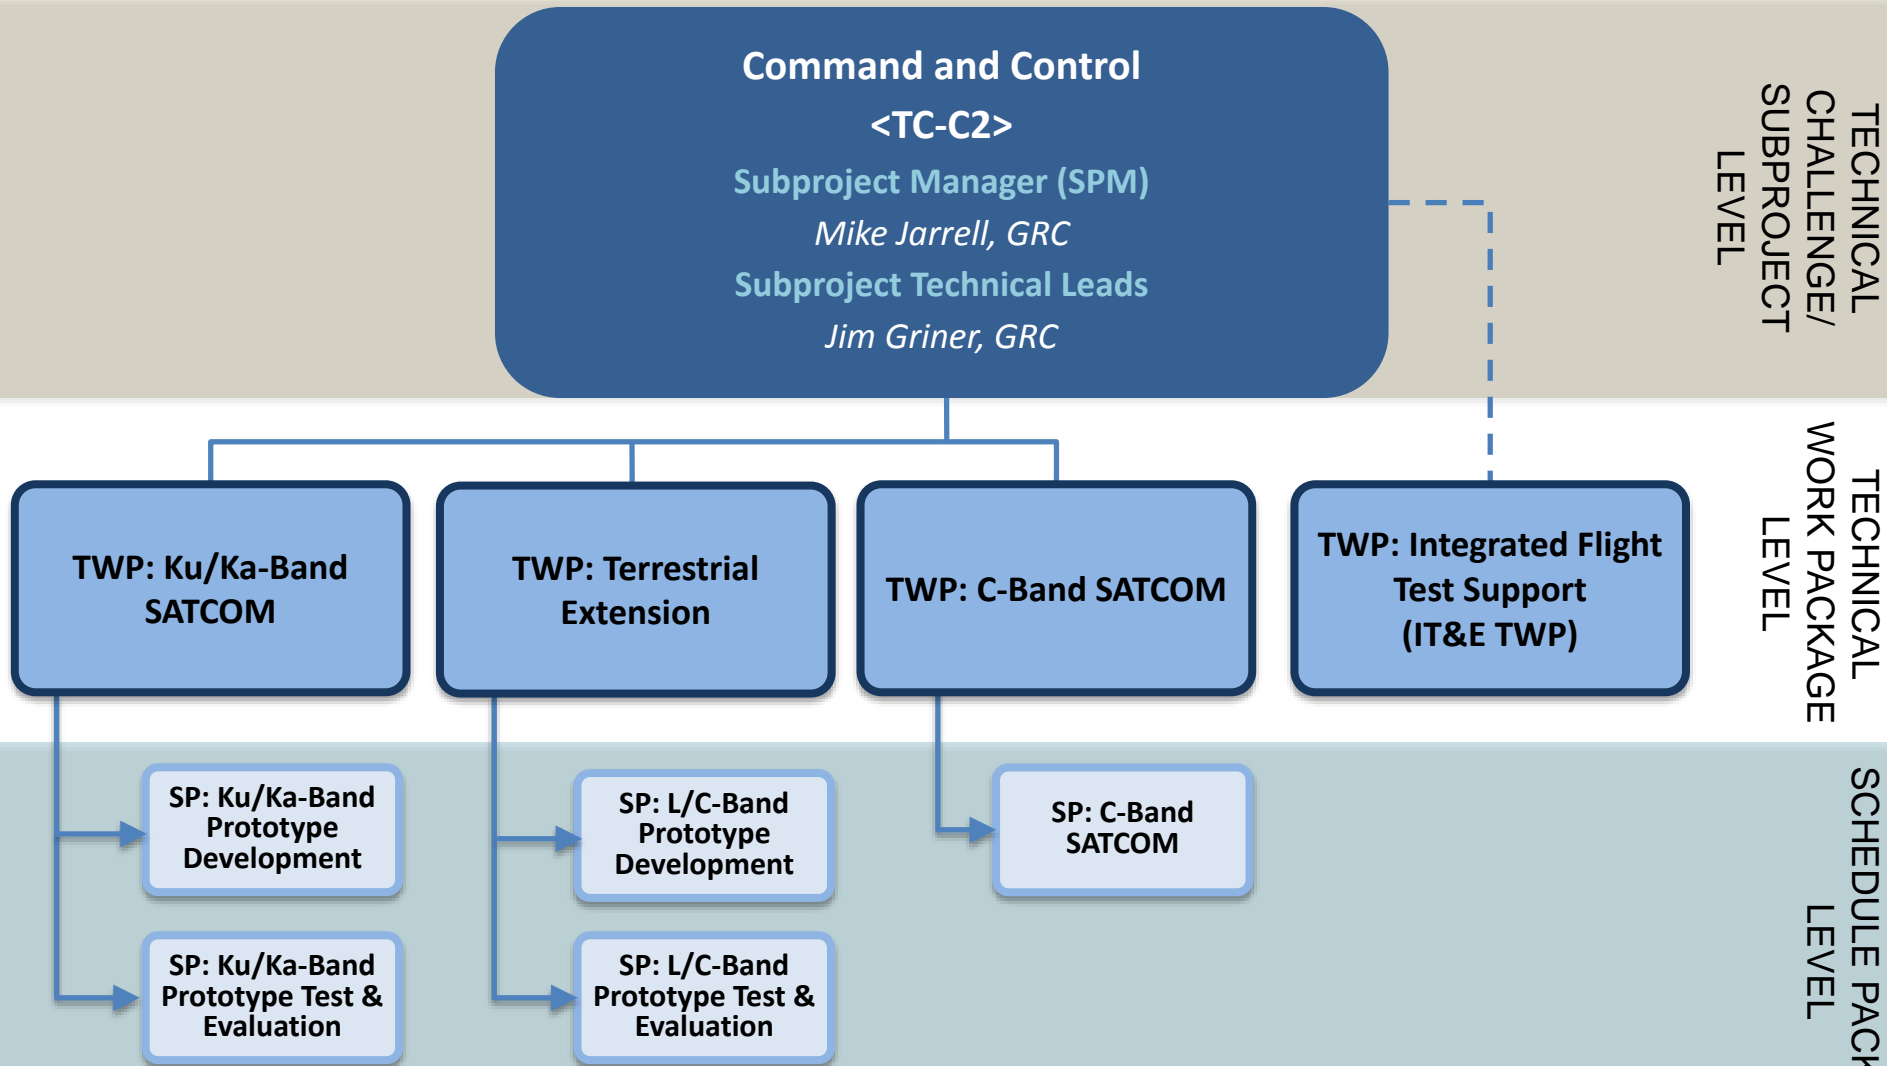 Command and Control
<TC-C2>
Subproject Manager (SPM)
Mike Jarrell, GRC
Subproject Technical Leads
Jim Griner, GRC
TECHNICAL
CHALLENGE/
SUBPROJECT
LEVEL
TWP: Ku/Ka-Band
SATCOM
TWP: Terrestrial
Extension
TWP: C-Band SATCOM
TWP: Integrated Flight
Test Support
(IT&E TWP)
TECHNICAL
WORK PACKAGE
LEVEL
SP: Ku/Ka-Band
Prototype
Development
SP: L/C-Band
Prototype
Development
SP: C-Band
SATCOM
SP: Ku/Ka-Band
Prototype Test &
Evaluation
SP: L/C-Band
Prototype Test &
Evaluation
SCHEDULE PACK
LEVEL